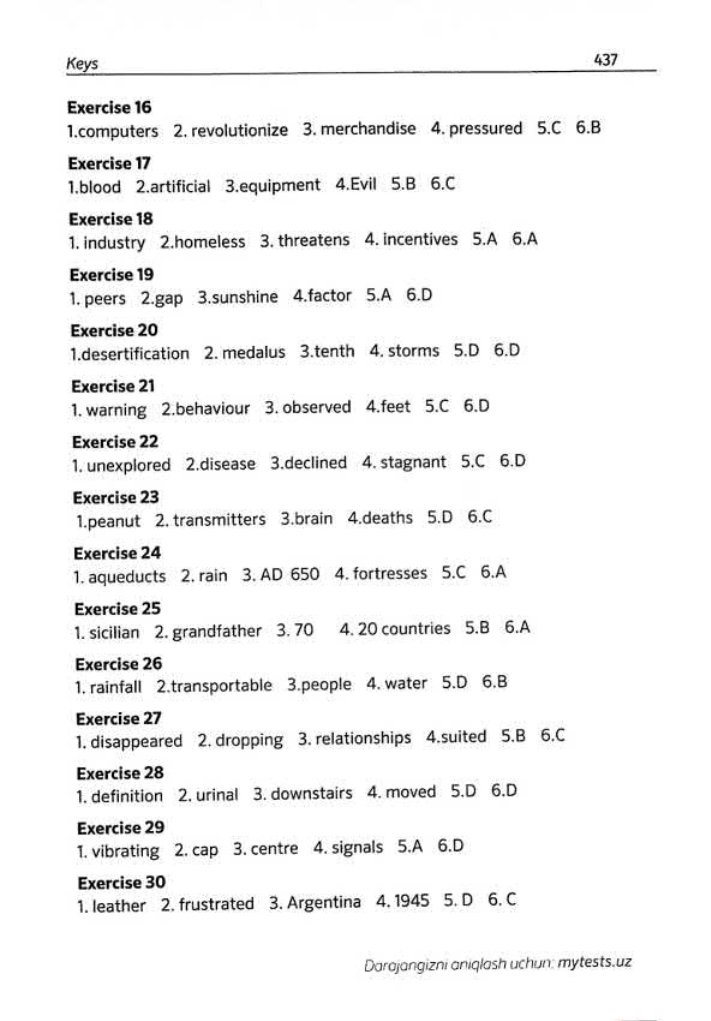 Keys 437
Exercise 16
1.computers 2. revolutionize 3. merchandise 4. pressured 5.C 6.B
Exercise 17
1.blood 2.artificial 3.equipment 4.Evil 5.B 6.C
Exercise 18
1. industry 2.homeless 3. threatens 4. incentives 5.A 6.A
Exercise 19
1. peers 2.gap 3.sunshine 4.factor 5.A 6.D
Exercise 20
1.desertification 2. medalus 3.tenth 4. storms 5.D 6.D
Exercise 21
1. warning 2.behaviour 3. observed 4.feet 5.C 6.D
Exercise 22
1. unexplored 2.disease 3.declined 4. stagnant 5.C 6.D
Exercise 23
1.peanut 2. transmitters 3.brain 4.deaths 5.D 6.C
Exercise 24
1. aqueducts 2. rain 3. AD 650 4. fortresses 5.C 6.A
Exercise 25
1. sicilian 2. grandfather 3. 70 4. 20 countries 5.B 6.A
Exercise 26
1. rainfall 2.transportable 3.people 4. water 5.D 6.B
Exercise 27
1. disappeared 2. dropping 3. relationships 4.suited 5.B 6.C
Exercise 28
1. definition 2. urinal 3. downstairs 4. moved 5.D 6.D
Exercise 29
1. vibrating 2. cap 3. centre 4. signals 5.A 6.D
Exercise 30
1. leather 2. frustrated 3. Argentina 4. 1945 5. D 6. C
Darajangizni aniqlash uchun: mytests.uz